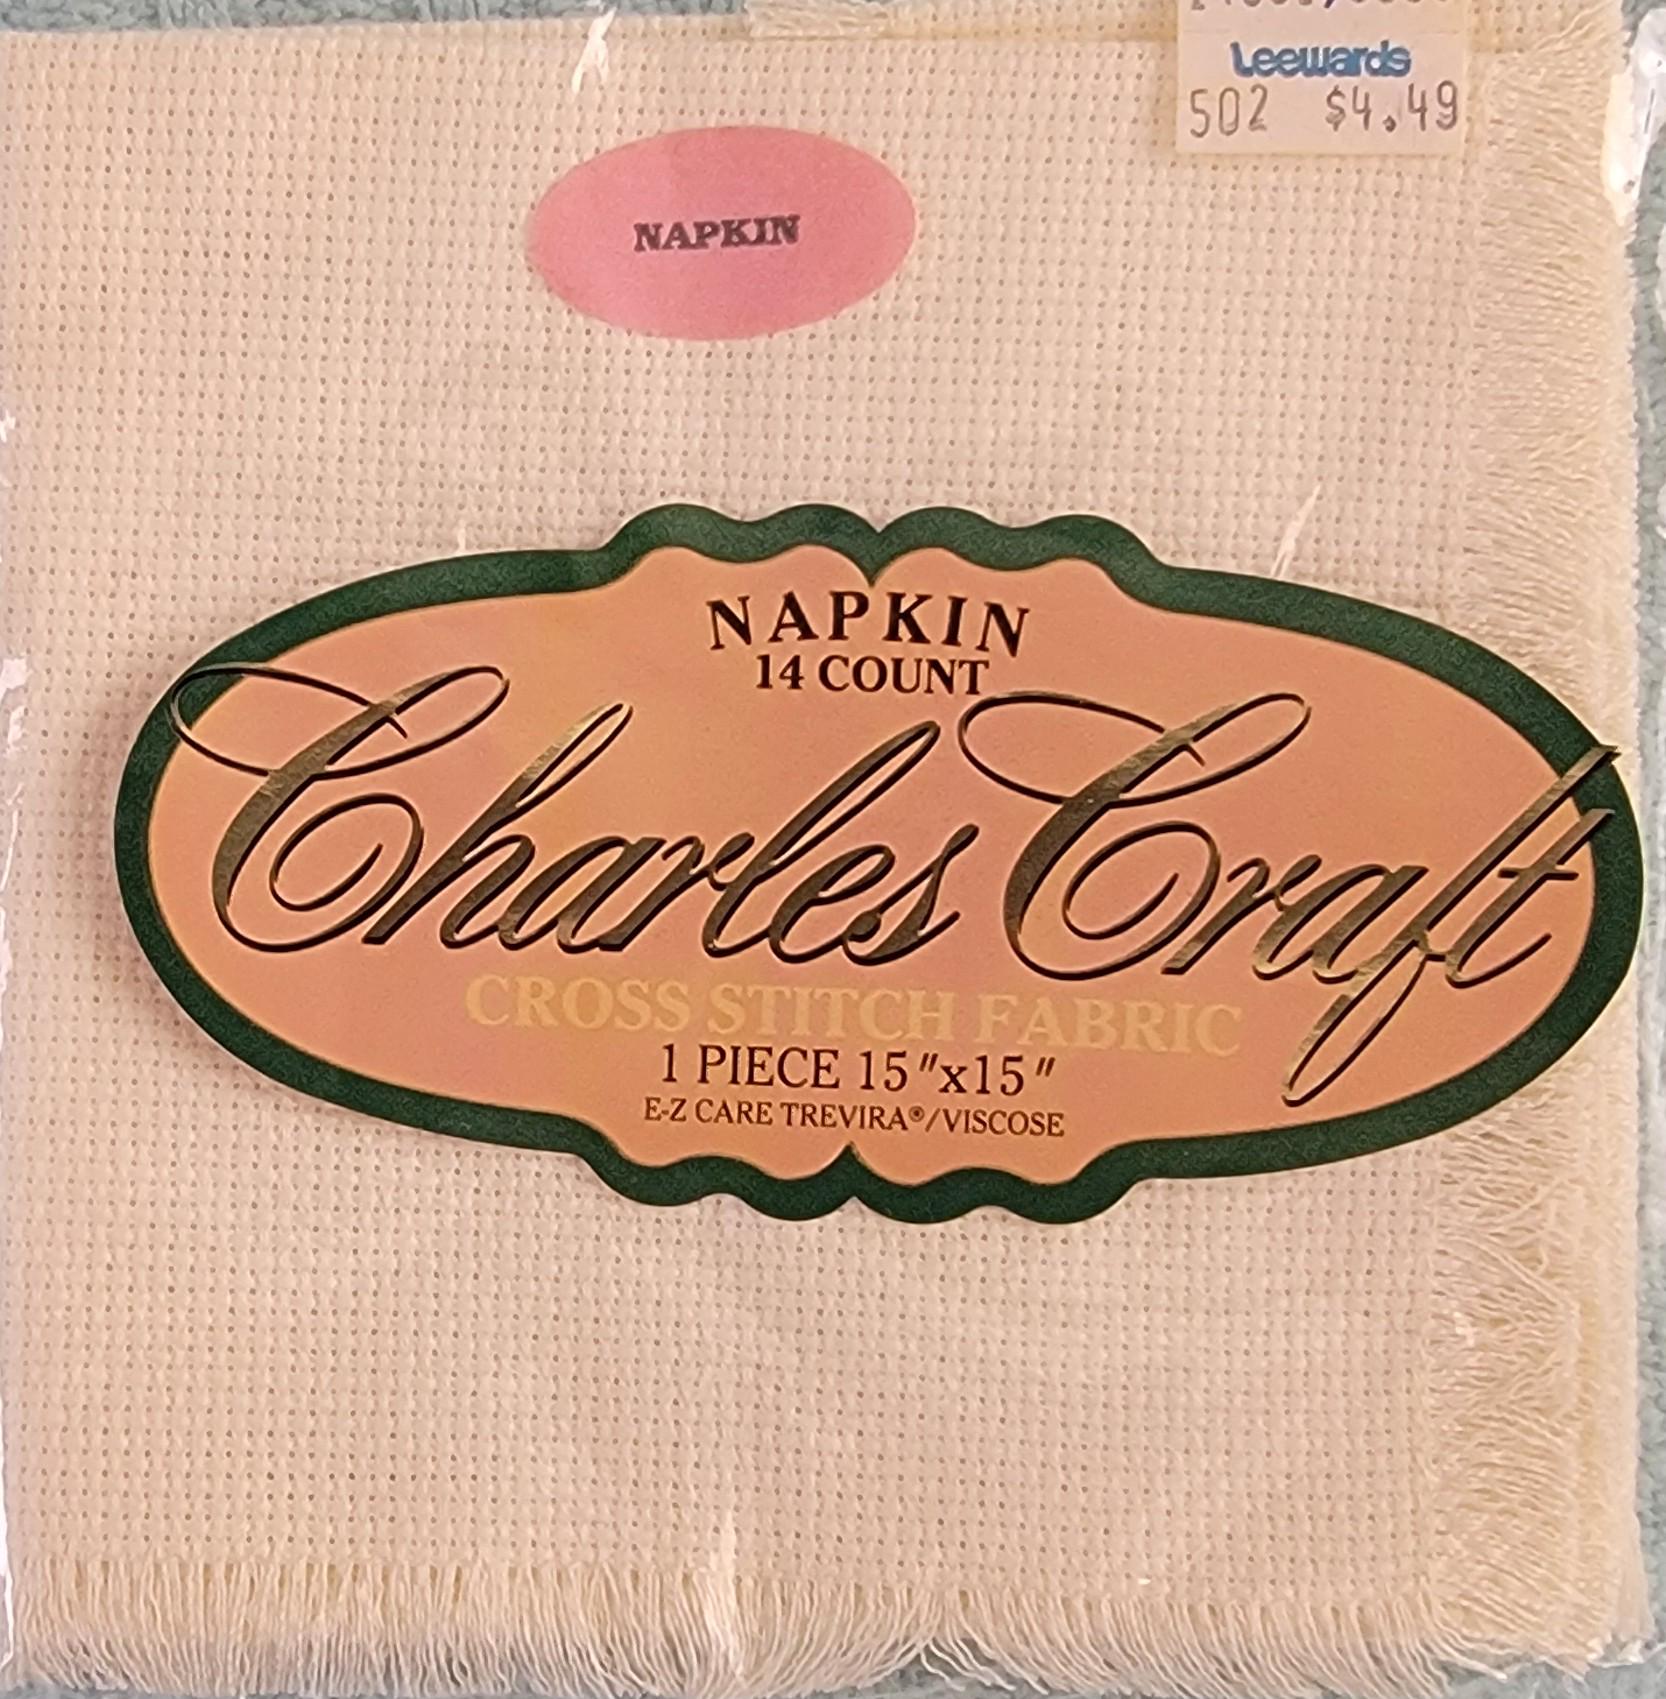 Leewards
502 $4.49
NAPKIN
NAPKIN
14 COUNT
Charles Craft
CROSS STITCH FABRIC
1 PIECE 15"x15"
E-Z CARE TREVIRA®/VISCOSE